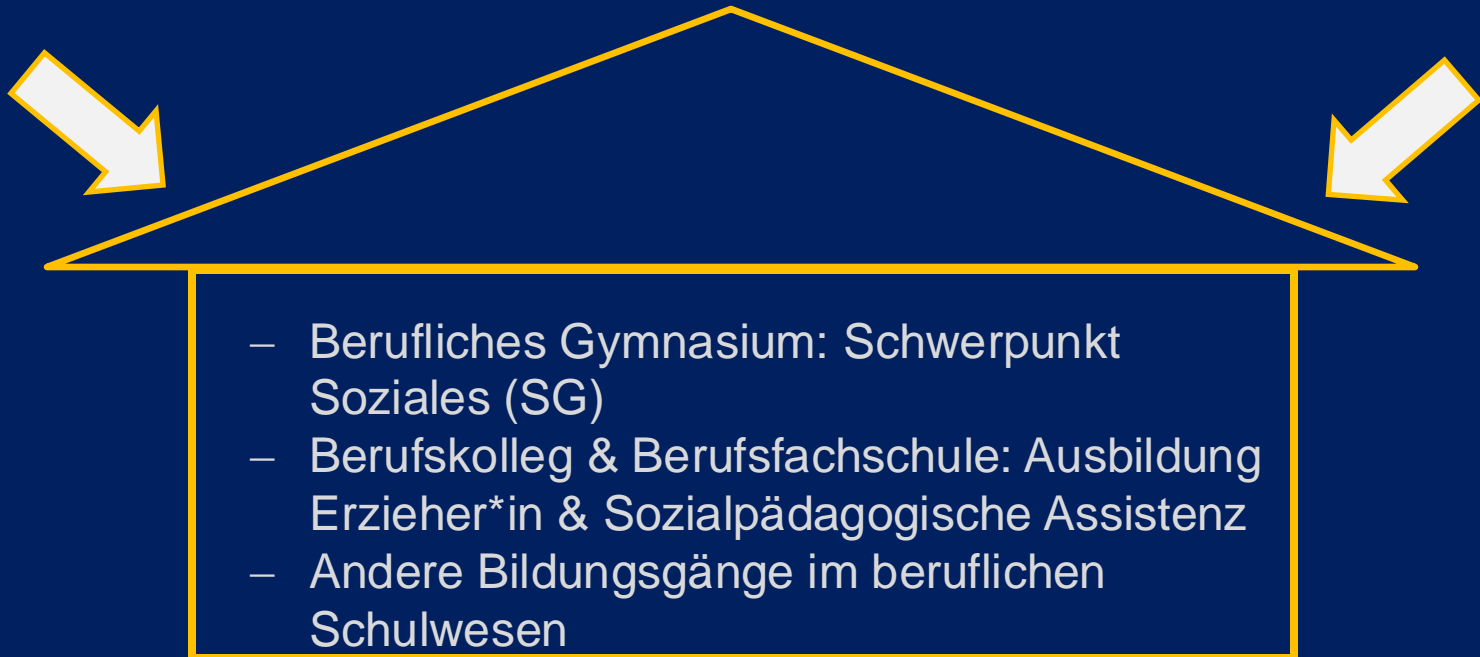 – Berufliches Gymnasium: Schwerpunkt
Soziales (SG)
– Berufskolleg & Berufsfachschule: Ausbildung
Erzieher*in & Sozialpädagogische Assistenz
– Andere Bildungsgänge im beruflichen
Schulwesen